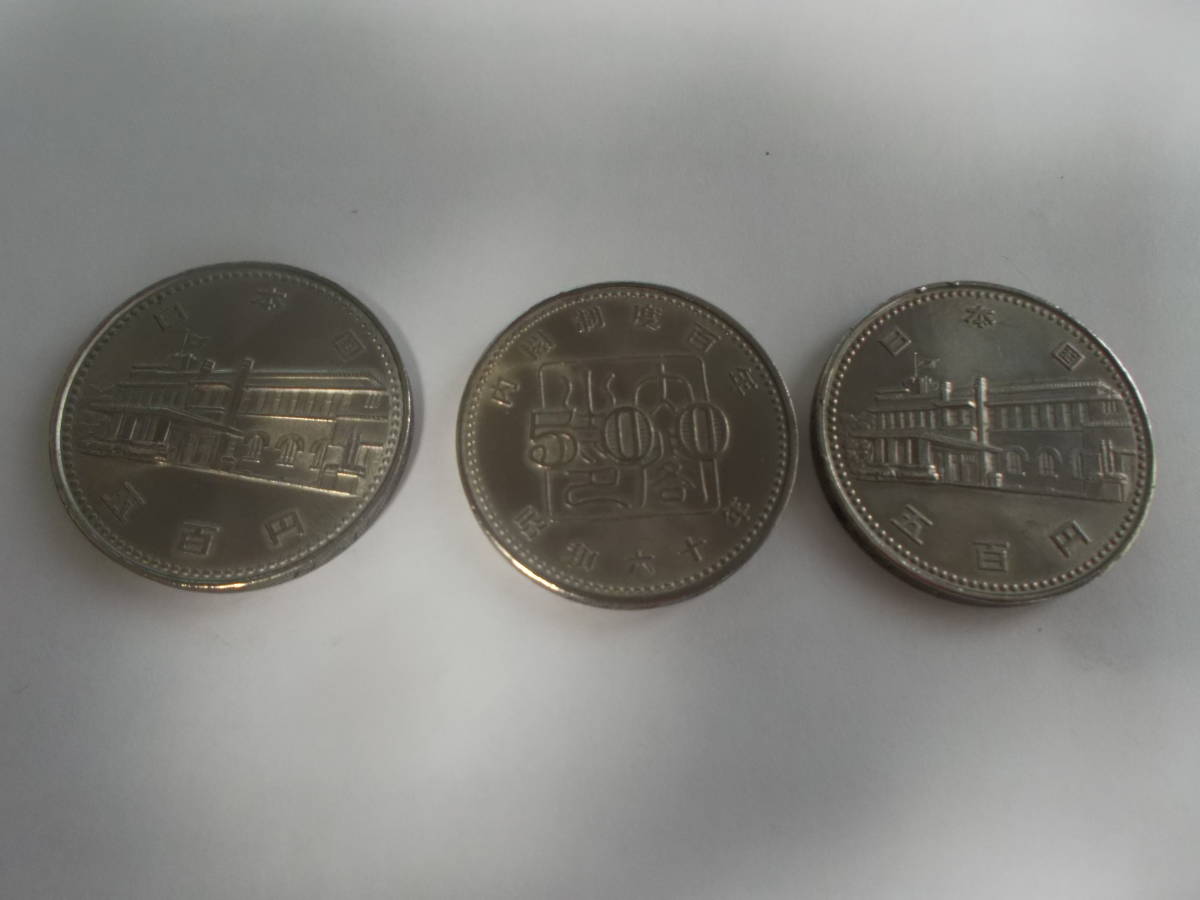 日本国
五百円
内閣制度百年
500
昭和六十年
日本国
五百円